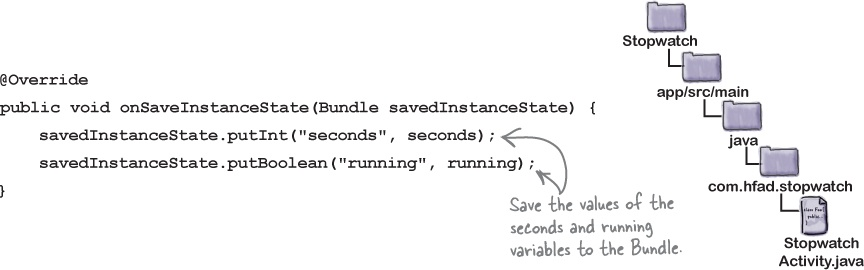 @Override
public void onSaveInstanceState(Bundle savedInstanceState) {
    savedInstanceState.putInt("seconds", seconds);
    savedInstanceState.putBoolean("running", running);
}
Save the values of the
seconds and running
variables to the Bundle.
Stopwatch
app/src/main
java
com.hfad.stopwatch
Stopwatch
Activity.java